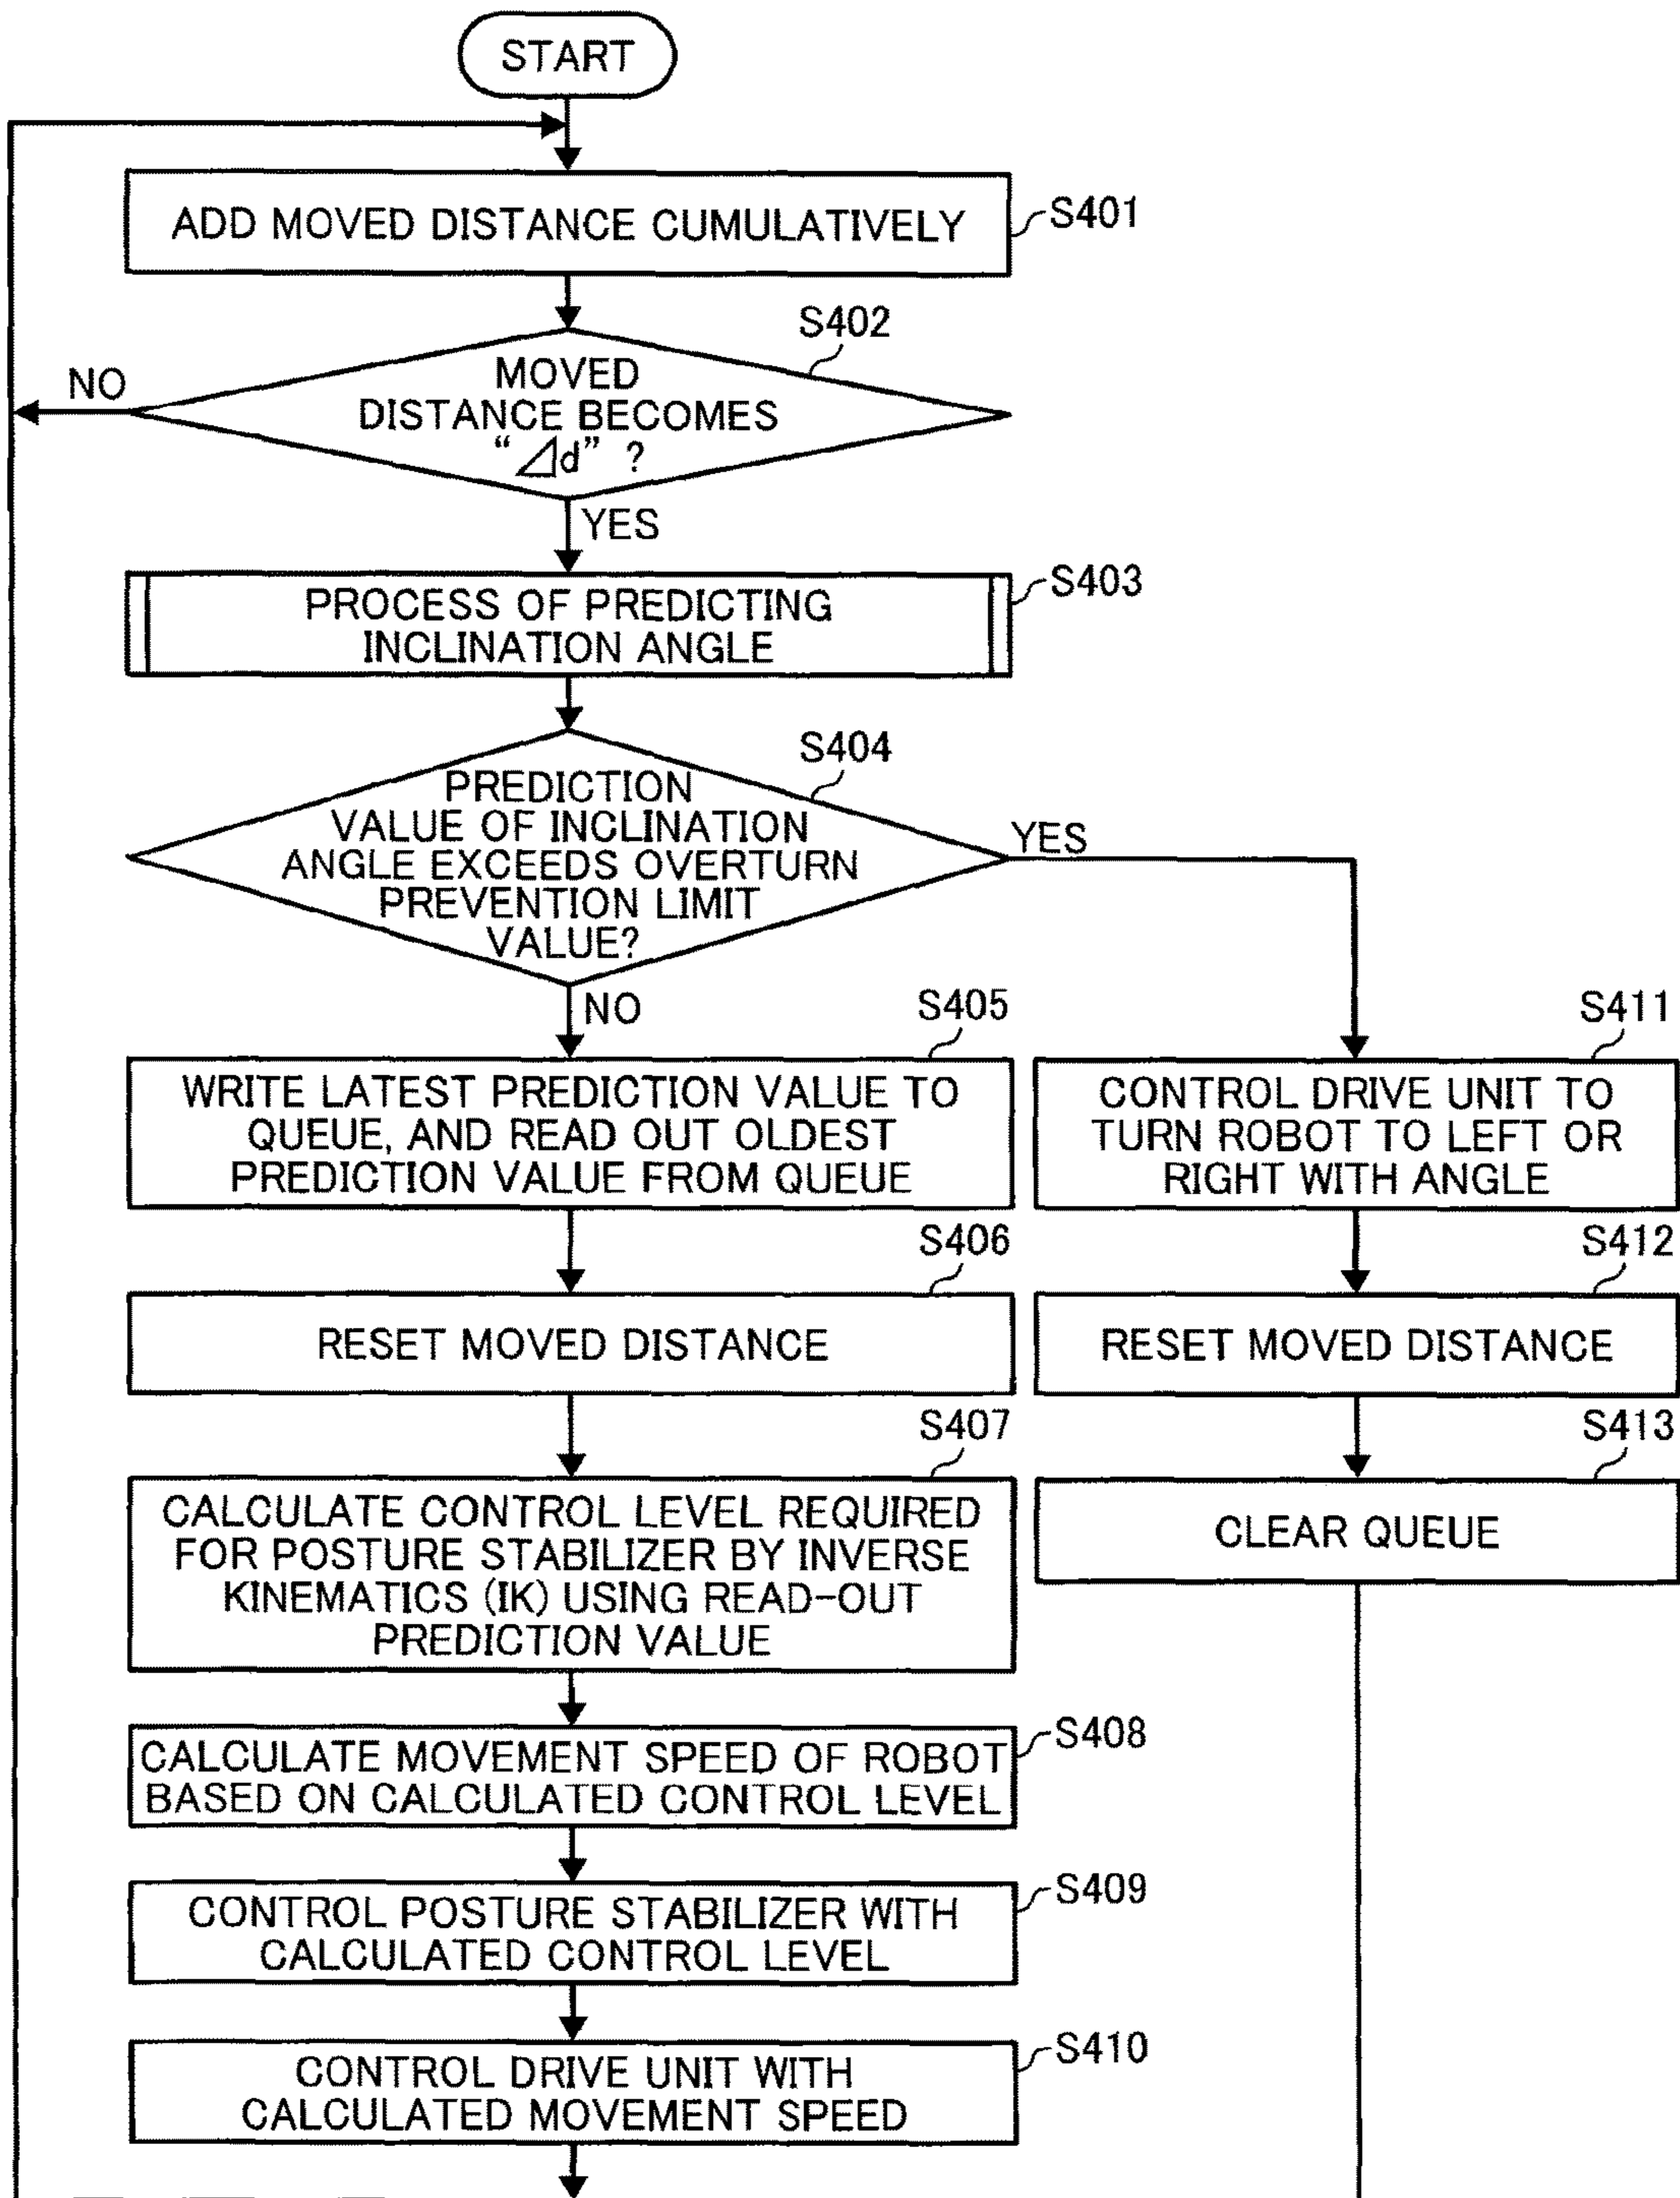 START
ADD MOVED DISTANCE CUMULATIVELY
S401
S402
MOVED
DISTANCE BECOMES
“⊿d” ?
NO
YES
PROCESS OF PREDICTING
INCLINATION ANGLE
S403
S404
PREDICTION
VALUE OF INCLINATION
ANGLE EXCEEDS OVERTURN
PREVENTION LIMIT
VALUE?
YES
NO
S405
WRITE LATEST PREDICTION VALUE TO
QUEUE, AND READ OUT OLDEST
PREDICTION VALUE FROM QUEUE
S411
CONTROL DRIVE UNIT TO
TURN ROBOT TO LEFT OR
RIGHT WITH ANGLE
S406
RESET MOVED DISTANCE
S412
RESET MOVED DISTANCE
S407
CALCULATE CONTROL LEVEL REQUIRED
FOR POSTURE STABILIZER BY INVERSE
KINEMATICS (IK) USING READ-OUT
PREDICTION VALUE
S413
CLEAR QUEUE
CALCULATE MOVEMENT SPEED OF ROBOT
BASED ON CALCULATED CONTROL LEVEL
S408
CONTROL POSTURE STABILIZER WITH
CALCULATED CONTROL LEVEL
S409
CONTROL DRIVE UNIT WITH
CALCULATED MOVEMENT SPEED
S410